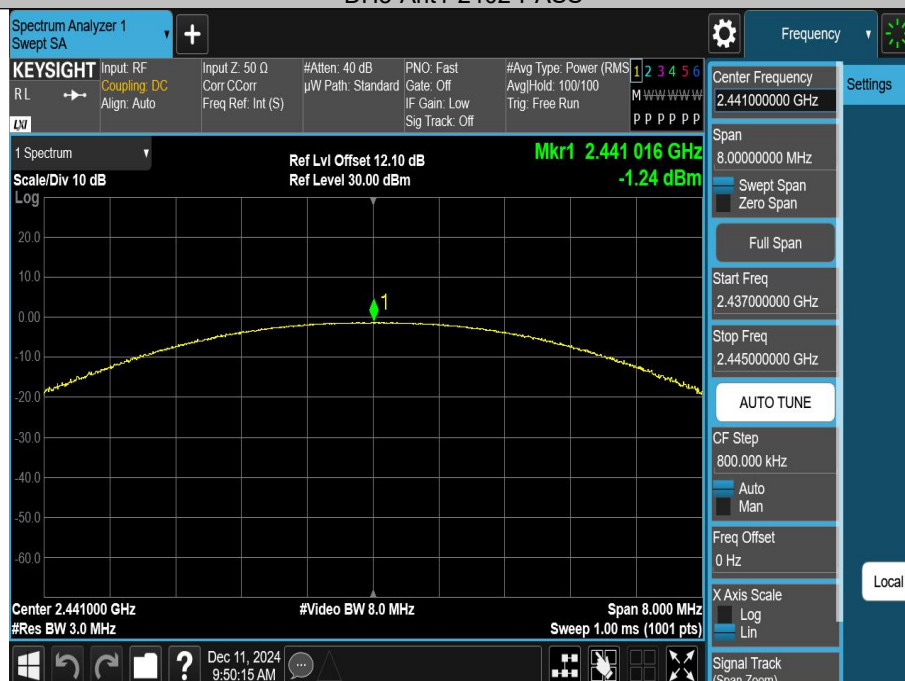 Spectrum Analyzer 1
Swept SA
+
Frequency
KEYSIGHT
RL
LXI
Input: RF
Coupling: DC
Align: Auto
Input Z: 50 Ω
Corr CCorr
Freq Ref: Int (S)
#Atten: 40 dB
µW Path: Standard
PNO: Fast
Gate: Off
IF Gain: Low
Sig Track: Off
#Avg Type: Power (RMS
Avg|Hold: 100/100
Trig: Free Run
1 2 3 4 5 6
M W W W W W
P P P P P P
1 Spectrum
Scale/Div 10 dB
Log
Ref Lvl Offset 12.10 dB
Ref Level 30.00 dBm
Mkr1 2.441 016 GHz
-1.24 dBm
20.0
10.0
0.00
-10.0
-20.0
-30.0
-40.0
-50.0
-60.0
1
Center 2.441000 GHz
#Res BW 3.0 MHz
#Video BW 8.0 MHz
Span 8.000 MHz
Sweep 1.00 ms (1001 pts)
?
Dec 11, 2024
9:50:15 AM
Center Frequency
2.441000000 GHz
Settings
Span
8.00000000 MHz
Swept Span
Zero Span
Full Span
Start Freq
2.437000000 GHz
Stop Freq
2.445000000 GHz
AUTO TUNE
CF Step
800.000 kHz
Auto
Man
Freq Offset
0 Hz
X Axis Scale
Log
Lin
Local
Signal Track
(Span Zoom)